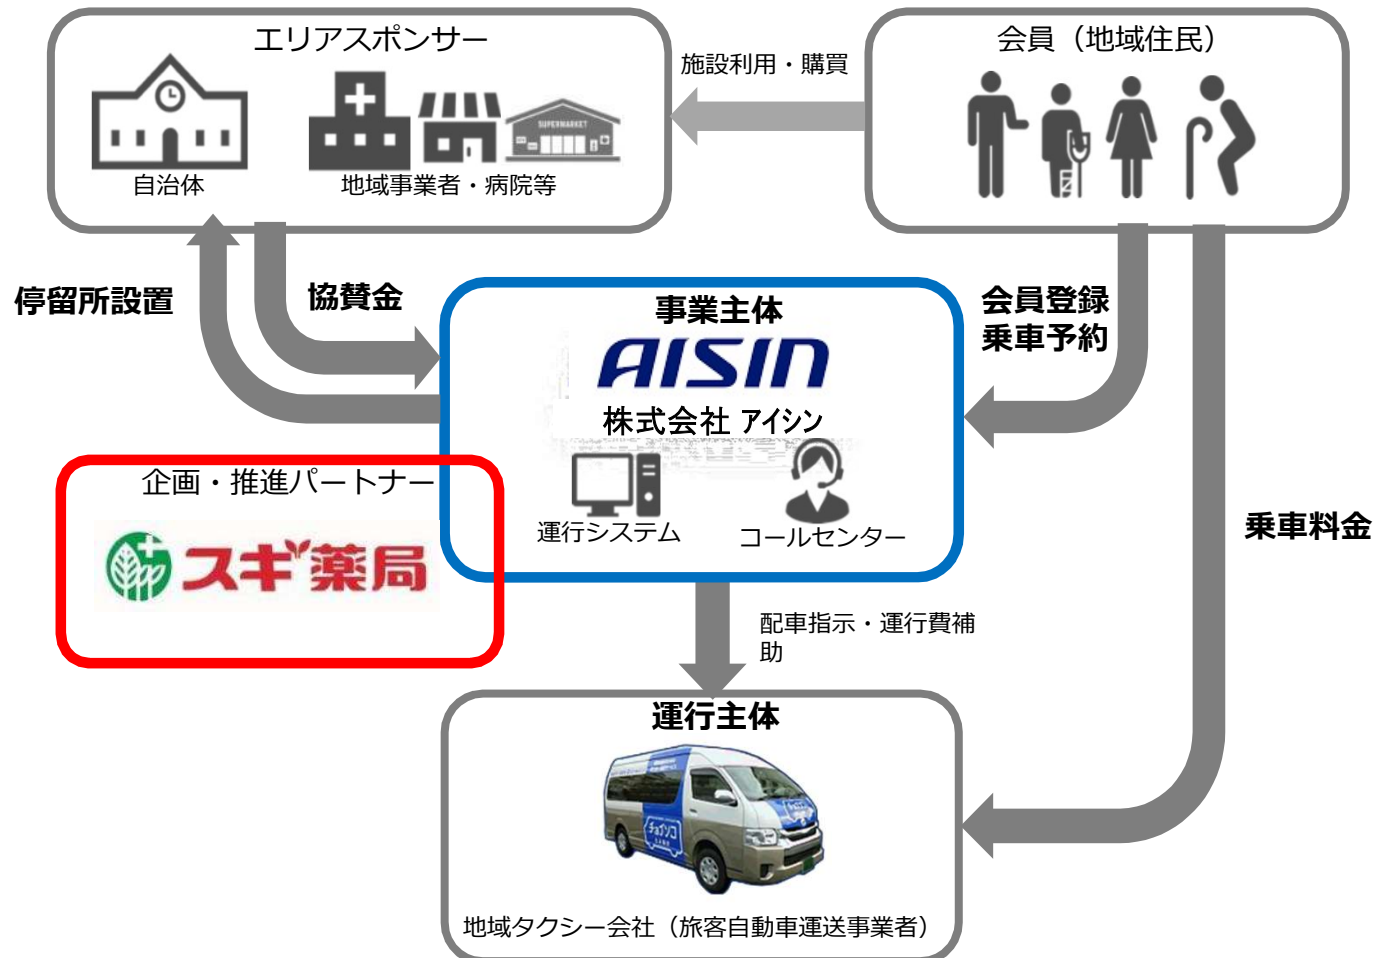 エリアスポンサー
会員（地域住民）
施設利用・購買
SUPERMARKET
自治体
地域事業者・病院等
停留所設置
協賛金
事業主体
AISIN
株式会社 アイシン
会員登録
乗車予約
運行システム
コールセンター
企画・推進パートナー
スギ薬局
乗車料金
配車指示・運行費補
助
運行主体
チョイソコ
地域タクシー会社（旅客自動車運送事業者）